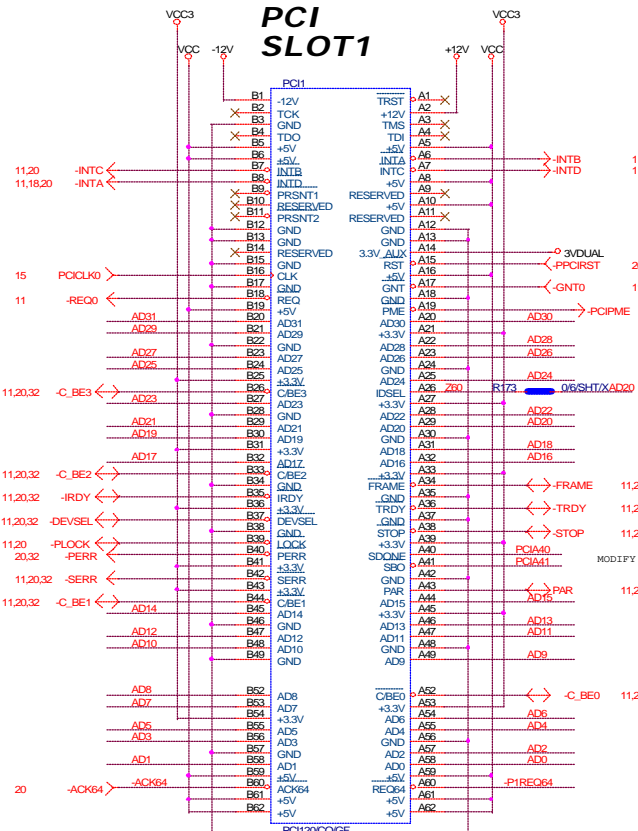 PCI
SLOT1
VCC3
VCC
-12V
+12V
VCC
VCC3
PCI1
B1 -12V TRST A1
B2 TCK +12V A2
B3 GND TMS A3
B4 TDO TDI A4
B5 +5V +5V A5
B6 +5V INTA A6 -INTB 1
11,20 -INTC B7 INTB INTC A7 -INTD 1
11,18,20 -INTA B8 INTD +5V A8
B9 PRSNT1 RESERVED A9
B10 RESERVED +5V A10
B11 PRSNT2 RESERVED A11
B12 GND GND A12
B13 GND GND A13
B14 RESERVED 3.3V_AUX A14 3VDUAL
B15 GND RST A15 -PPCIRST 2
15 PCICLK0 B16 CLK +5V A16
B17 GND GNT A17 -GNT0 1
11 -REQ0 B18 REQ GND A18
B19 +5V PME A19 -PCIPME
AD31 B20 AD31 AD30 A20 AD30
AD29 B21 AD29 +3.3V A21
B22 GND AD28 A22 AD28
AD27 B23 AD27 AD26 A23 AD26
AD25 B24 AD25 GND A24
B25 +3.3V AD24 A25 AD24
11,20,32 -C_BE3 B26 C/BE3 IDSEL A26 Z60 R173 0/6/SHT/X AD20
AD23 B27 AD23 +3.3V A27
B28 GND AD22 A28 AD22
AD21 B29 AD21 AD20 A29 AD20
AD19 B30 AD19 GND A30
B31 +3.3V AD18 A31 AD18
AD17 B32 AD17 AD16 A32 AD16
11,20,32 -C_BE2 B33 C/BE2 +3.3V A33
B34 GND FRAME A34 -FRAME 11,2
11,20,32 -IRDY B35 IRDY GND A35
B36 +3.3V TRDY A36 -TRDY 11,2
11,20,32 -DEVSEL B37 DEVSEL GND A37
B38 GND STOP A38 -STOP 11,2
11,20 -PLOCK B39 LOCK +3.3V A39
20,32 -PERR B40 PERR SDONE A40 PCIA40
B41 +3.3V SBO A41 PCIA41 MODIFY
11,20,32 -SERR B42 SERR GND A42
B43 +3.3V PAR A43 PAR 11,2
11,20,32 -C_BE1 B44 C/BE1 AD15 A44 AD15
AD14 B45 AD14 +3.3V A45
B46 GND AD13 A46 AD13
AD12 B47 AD12 AD11 A47 AD11
AD10 B48 AD10 GND A48
B49 GND AD9 A49 AD9
AD8 B52 AD8 C/BE0 A52 -C_BE0 11,2
AD7 B53 AD7 +3.3V A53
B54 +3.3V AD6 A54 AD6
AD5 B55 AD5 AD4 A55 AD4
AD3 B56 AD3 GND A56
B57 GND AD2 A57 AD2
AD1 B58 AD1 AD0 A58 AD0
B59 +5V +5V A59
20 -ACK64 -ACK64 B60 ACK64 REQ64 A60 -P1REQ64
B61 +5V +5V A61
B62 +5V +5V A62
PCI120/CO/GF